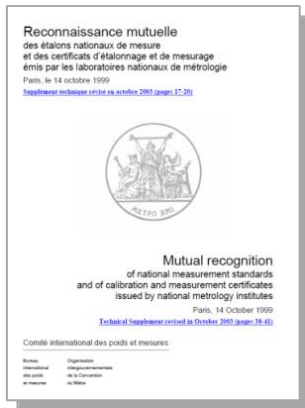 Reconnaissance mutuelle
des étalons nationaux de mesure
et des certificats d'étalonnage et de mesurage
émis par les laboratoires nationaux de métrologie
Paris, le 14 octobre 1999
Supplément technique révisé en octobre 2003 (pages 17-20)
ΜΕΤΡΩ ΧΡΩ
Mutual recognition
of national measurement standards
and of calibration and measurement certificates
issued by national metrology institutes
Paris, 14 October 1999
Technical Supplement revised in October 2003 (pages 38-41)
Comité international des poids et mesures
Bureau international des poids et mesures
Organisation intergouvernementale de la Convention du Mètre